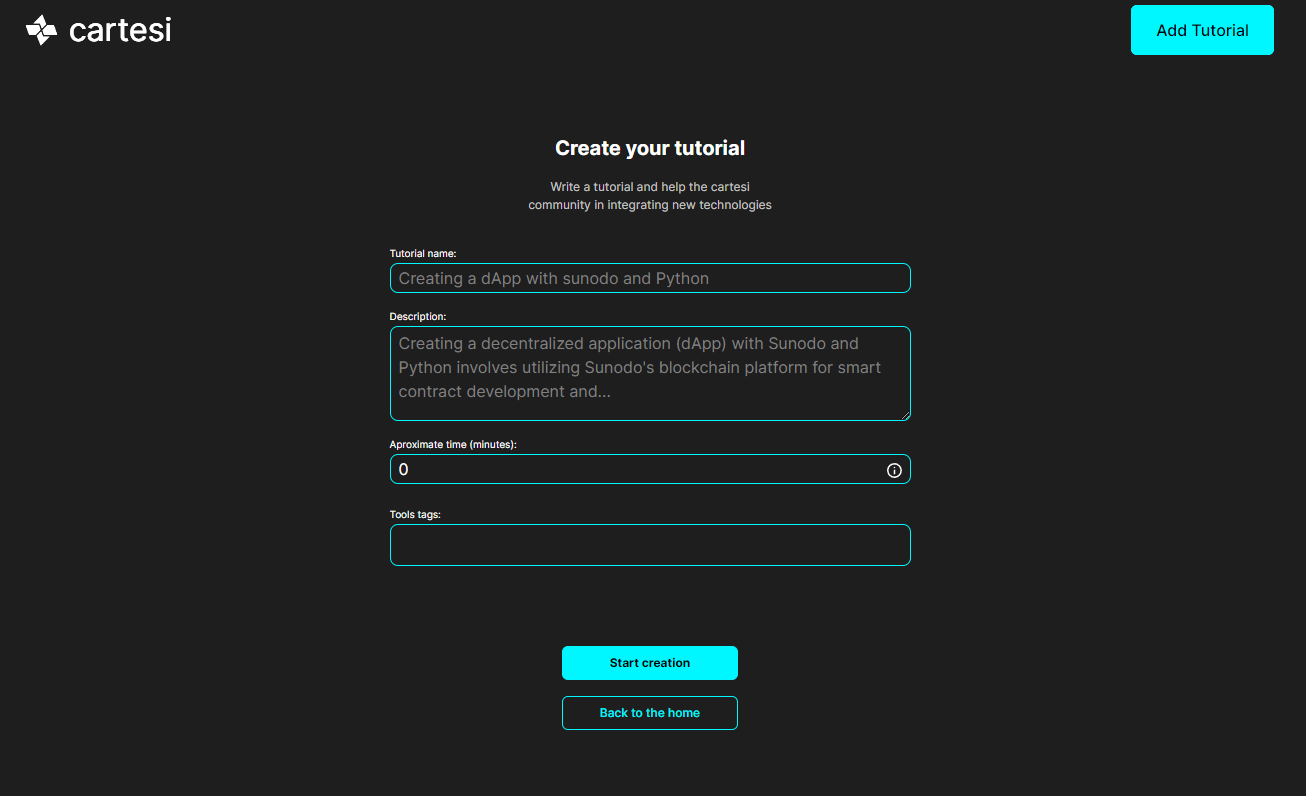 cartesi
Add Tutorial
Create your tutorial
Write a tutorial and help the cartesi
community in integrating new technologies
Tutorial name:
Creating a dApp with sunodo and Python
Description:
Creating a decentralized application (dApp) with Sunodo and
Python involves utilizing Sunodo's blockchain platform for smart
contract development and...
Aproximate time (minutes):
0
Tools tags:
Start creation
Back to the home